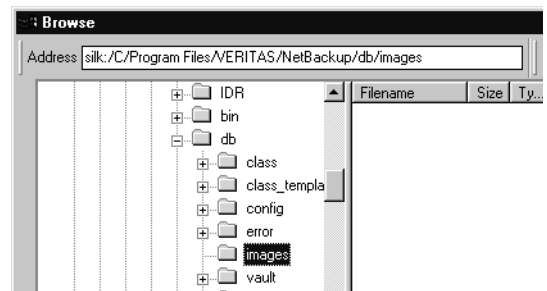 Browse
Address silk:/C/Program Files/VERITAS/NetBackup/db/images
IDR
Filename Size Ty...
bin
db
class
class_templa
config
error
images
vault